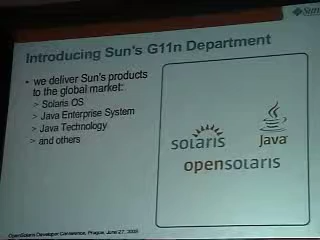 Sun
Introducing Sun's G11n Department
• we deliver Sun's products
to the global market:
> Solaris OS
> Java Enterprise System
> Java Technology
> and others
solaris
Java
opensolaris
OpenSolaris Developer Conference, Prague, June 27, 2008